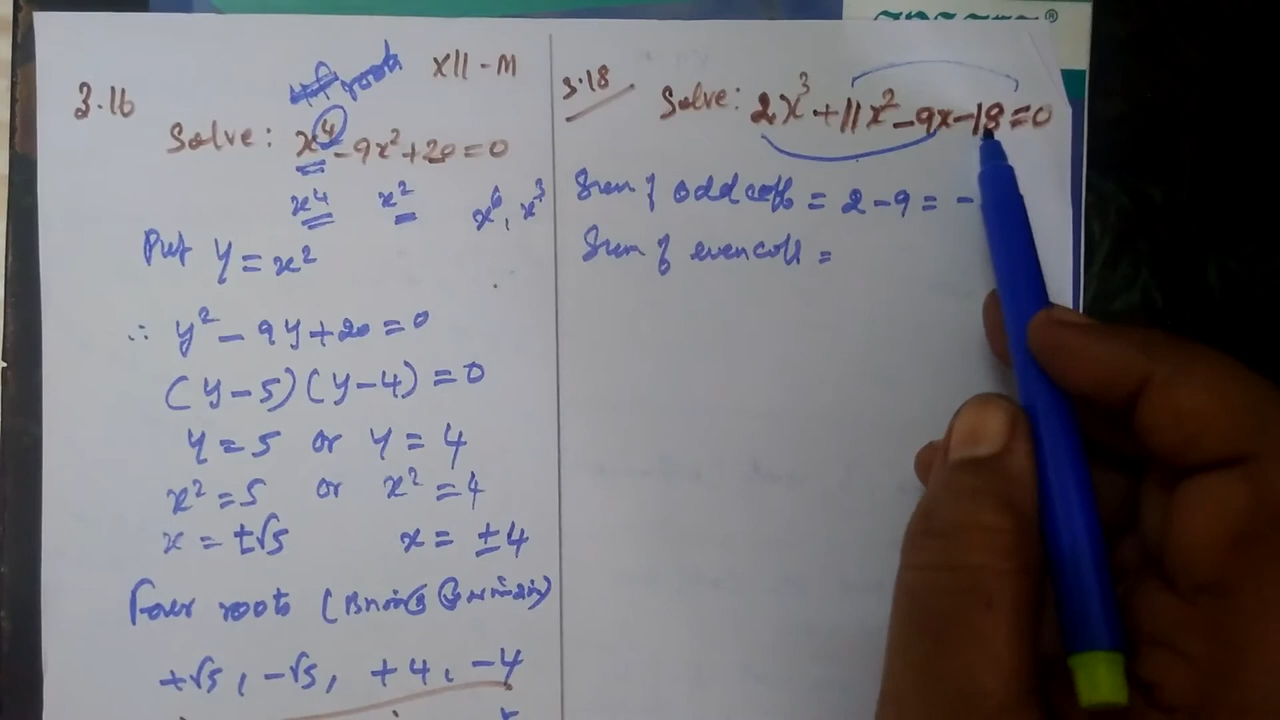 XII - M
3.16
roots
Solve: x⁴ - 9x² + 20 = 0
x⁴ x² x⁶, x³
Put y = x²
∴ y² - 9y + 20 = 0
(y - 5) (y - 4) = 0
y = 5 or y = 4
x² = 5 or x² = 4
x = ±√5 x = ±4
Four roots (
+√5, -√5, +4, -4
3.18
Solve: 2x³ + 11x² - 9x - 18 = 0
Sum of odd coeff = 2 - 9 = -
Sum of even coeff =